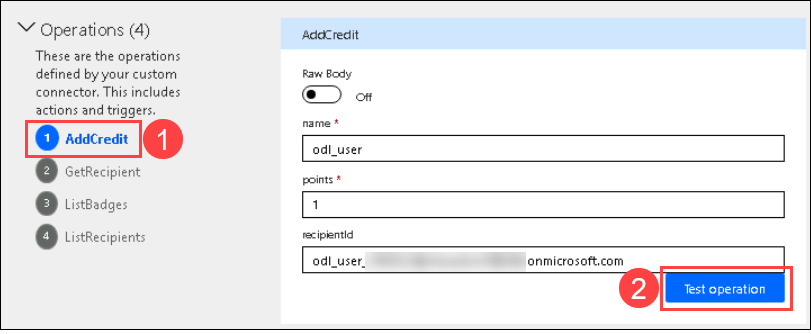 Operations (4)
These are the operations
defined by your custom
connector. This includes
actions and triggers.
1 AddCredit 1
2 GetRecipient
3 ListBadges
4 ListRecipients
AddCredit
Raw Body
Off
name *
odl_user
points *
1
recipientId
odl_user_ onmicrosoft.com
2 Test operation